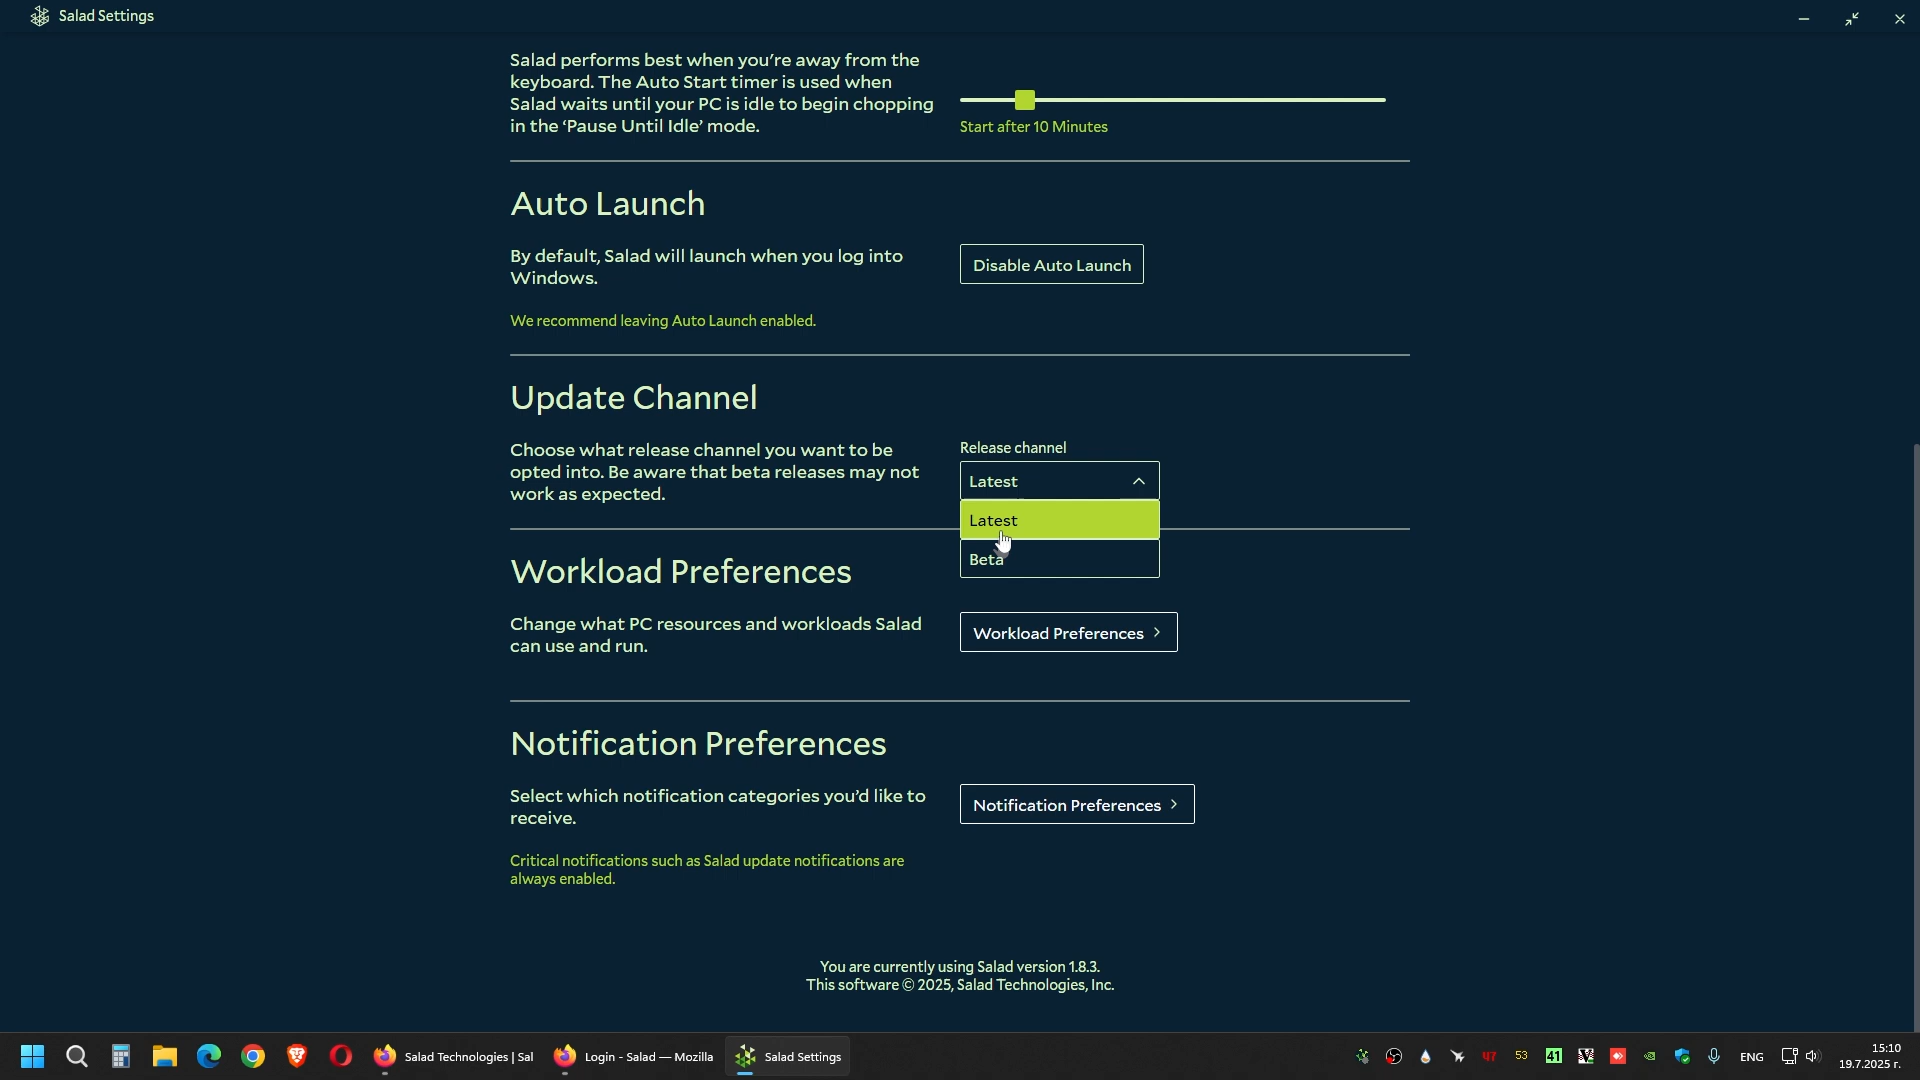 Salad Settings
Salad performs best when you're away from the
keyboard. The Auto Start timer is used when
Salad waits until your PC is idle to begin chopping
in the ‘Pause Until Idle’ mode.
Start after 10 Minutes
Auto Launch
By default, Salad will launch when you log into
Windows.
Disable Auto Launch
We recommend leaving Auto Launch enabled.
Update Channel
Choose what release channel you want to be
opted into. Be aware that beta releases may not
work as expected.
Release channel
Latest
Latest
Beta
Workload Preferences
Change what PC resources and workloads Salad
can use and run.
Workload Preferences
Notification Preferences
Select which notification categories you’d like to
receive.
Notification Preferences
Critical notifications such as Salad update notifications are
always enabled.
You are currently using Salad version 1.8.3.
This software © 2025, Salad Technologies, Inc.
Salad Technologies | Sal
Login - Salad — Mozilla
Salad Settings
47
53
41
ENG
15:10
19.7.2025 г.